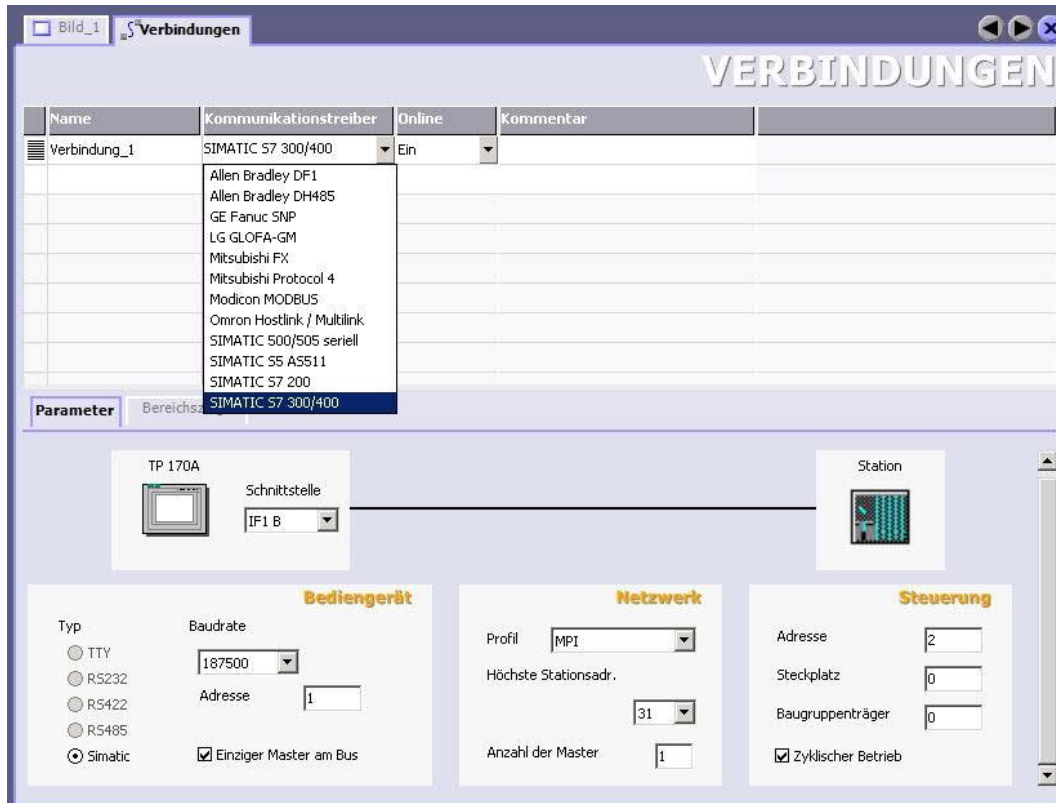 Bild_1 Verbindungen
VERBINDUNGEN
Name Kommunikationstreiber Online Kommentar
Verbindung_1 SIMATIC S7 300/400 Ein
Allen Bradley DF1
Allen Bradley DH485
GE Fanuc SNP
LG GLOFA-GM
Mitsubishi FX
Mitsubishi Protocol 4
Modicon MODBUS
Omron Hostlink / Multilink
SIMATIC 500/505 seriell
SIMATIC S5 AS511
SIMATIC S7 200
SIMATIC S7 300/400
Parameter
TP 170A
Schnittstelle
IF1 B
Station
Bediengerät
Typ Baudrate
TTY
187500
RS232
Adresse 1
RS422
RS485
Simatic Einziger Master am Bus
Netzwerk
Profil MPI
Höchste Stationsadr.
31
Anzahl der Master 1
Steuerung
Adresse 2
Steckplatz 0
Baugruppenträger 0
Zyklischer Betrieb